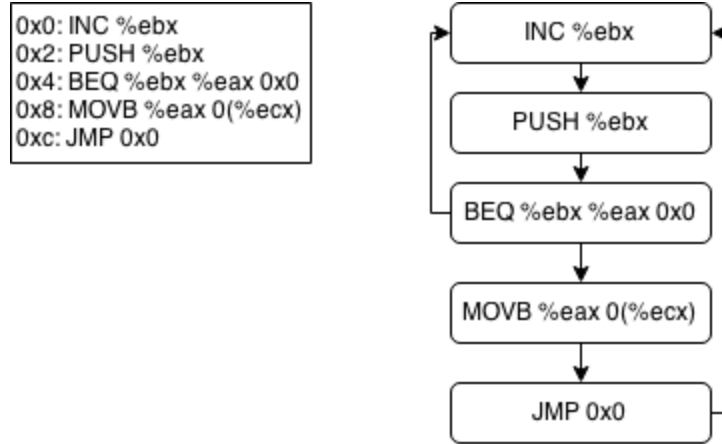 0x0: INC %ebx
0x2: PUSH %ebx
0x4: BEQ %ebx %eax 0x0
0x8: MOVB %eax 0(%ecx)
0xc: JMP 0x0
INC %ebx
PUSH %ebx
BEQ %ebx %eax 0x0
MOVB %eax 0(%ecx)
JMP 0x0